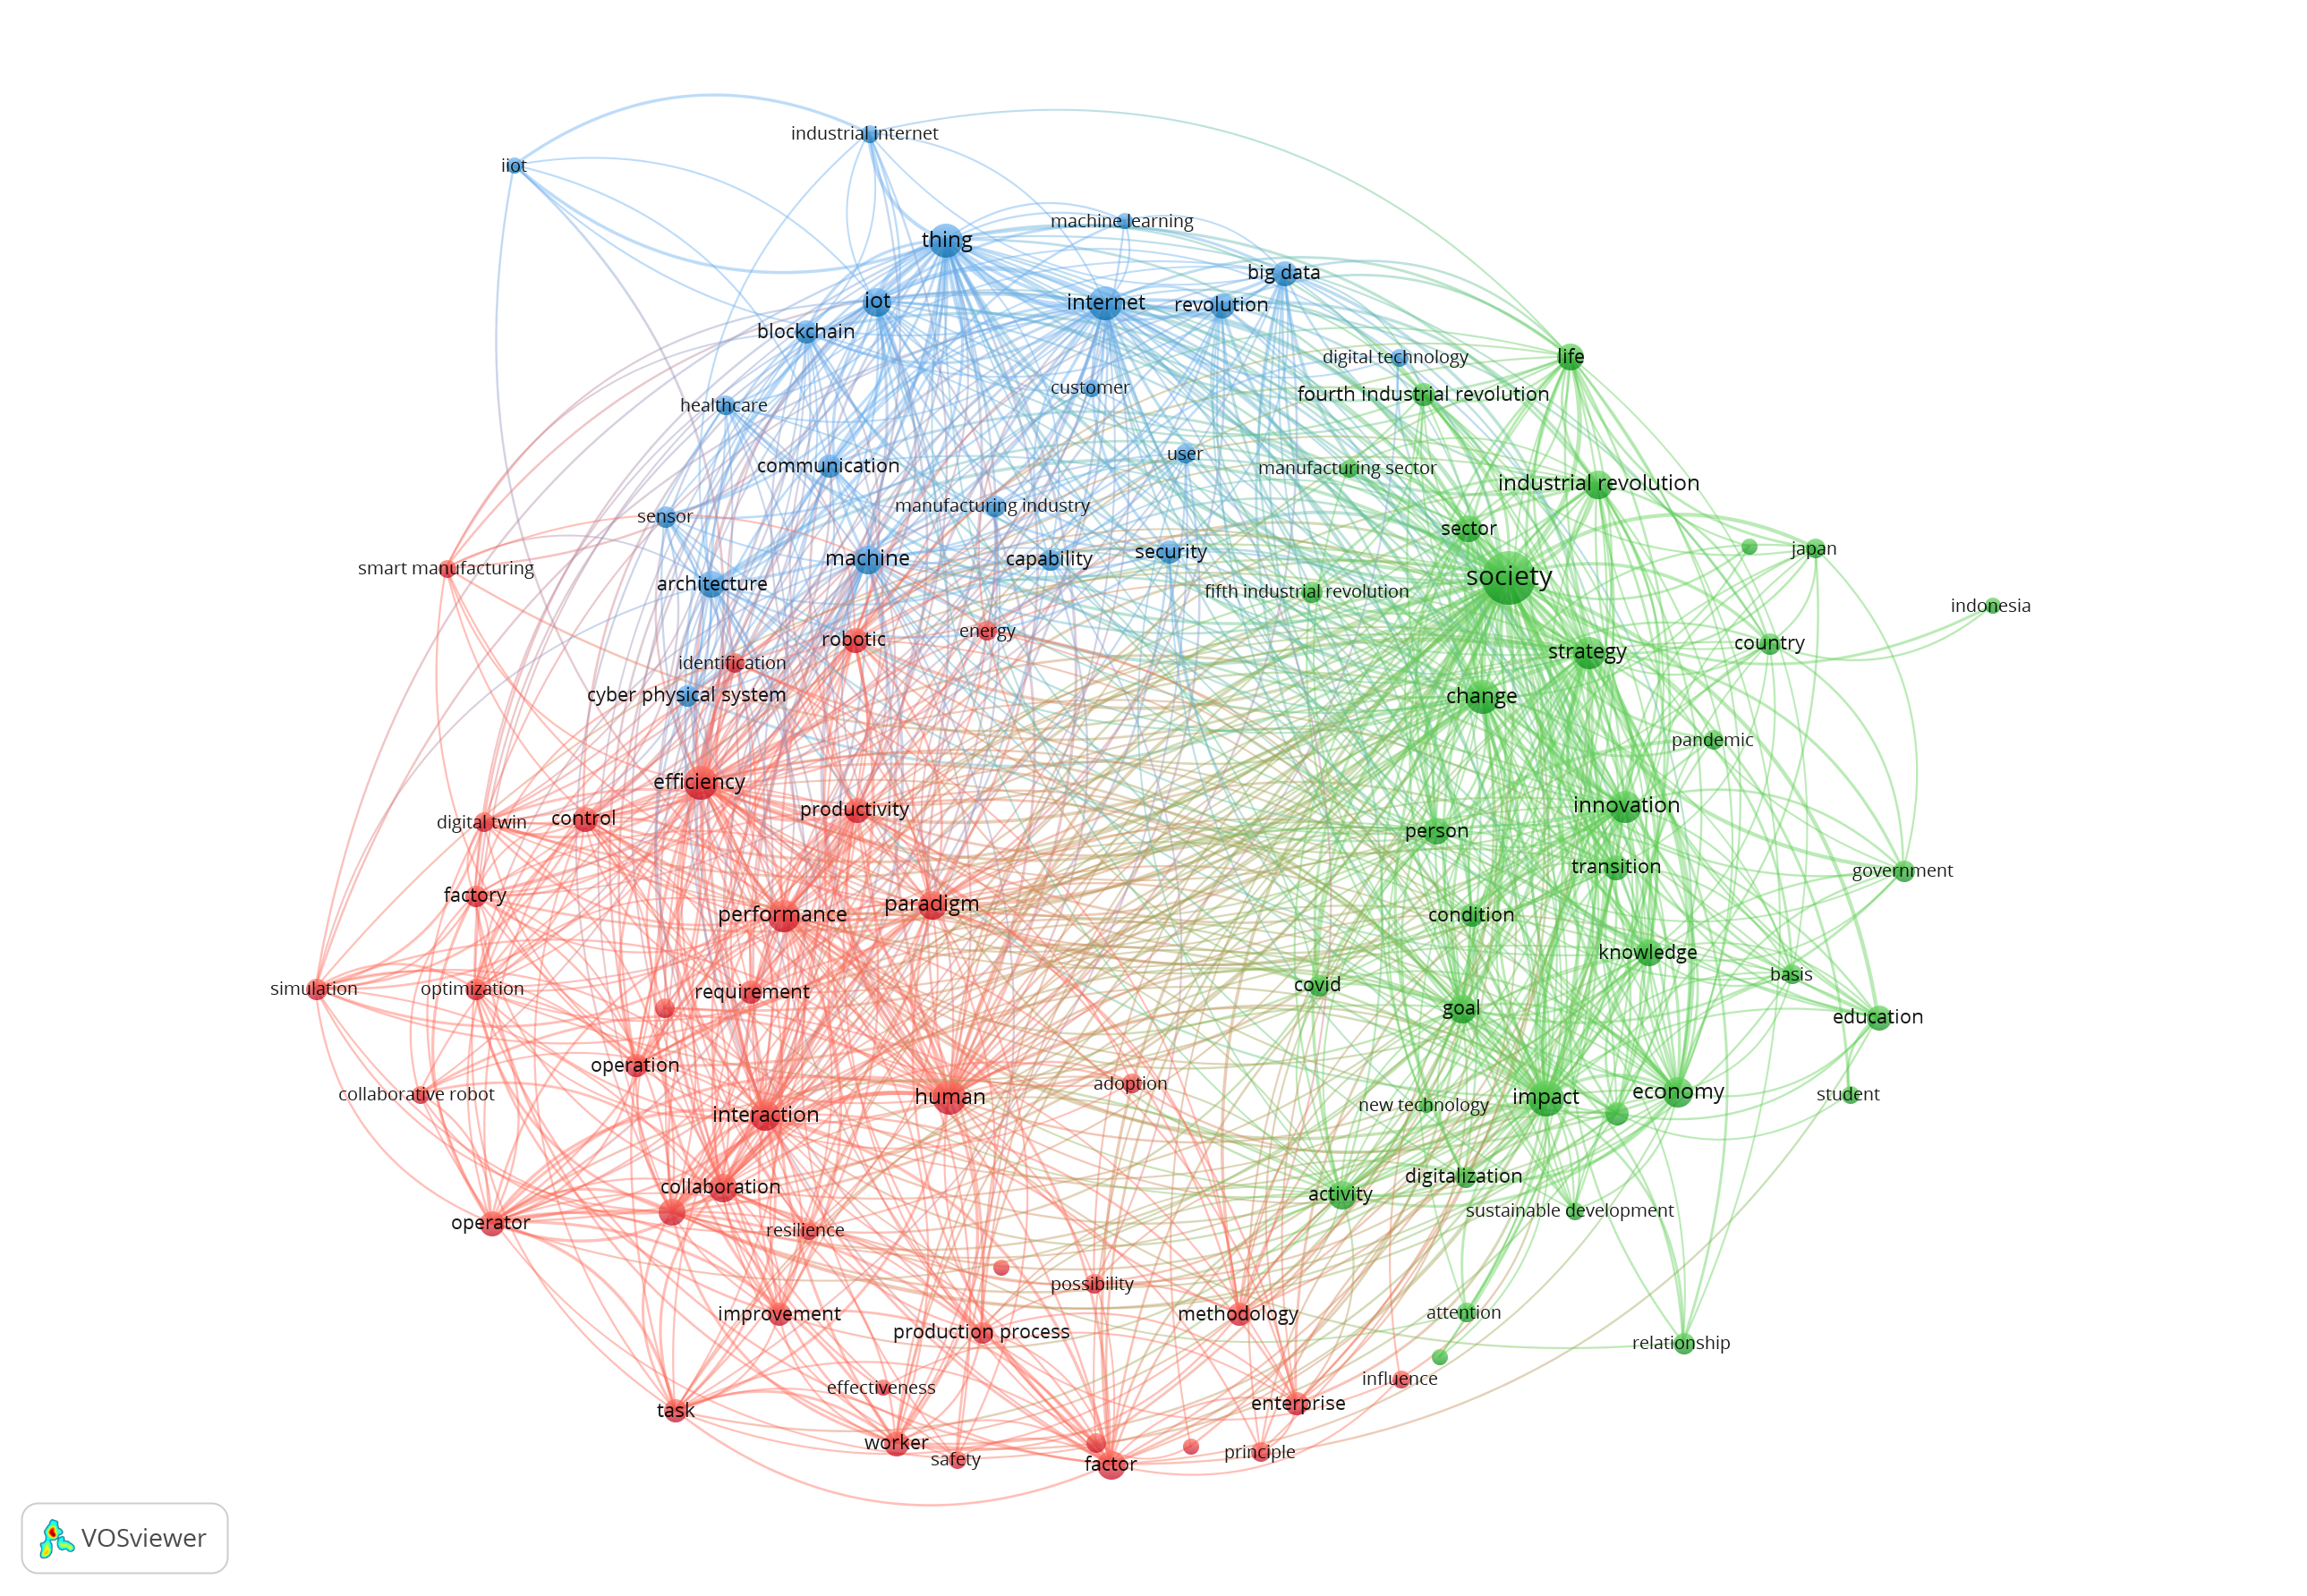 industrial internet
iiot
machine learning
thing
big data
iot
internet
revolution
blockchain
digital technology
life
customer
fourth industrial revolution
healthcare
user
communication
manufacturing sector
industrial revolution
manufacturing industry
sensor
sector
japan
security
machine
capability
smart manufacturing
society
architecture
fifth industrial revolution
indonesia
energy
robotic
country
strategy
identification
cyber physical system
change
pandemic
efficiency
innovation
productivity
control
digital twin
person
transition
government
factory
paradigm
performance
condition
knowledge
basis
covid
simulation
optimization
requirement
goal
education
operation
adoption
economy
collaborative robot
student
human
impact
new technology
interaction
digitalization
collaboration
activity
sustainable development
operator
resilience
possibility
attention
improvement
methodology
production process
relationship
influence
effectiveness
enterprise
task
worker
principle
safety
factor
VOSviewer